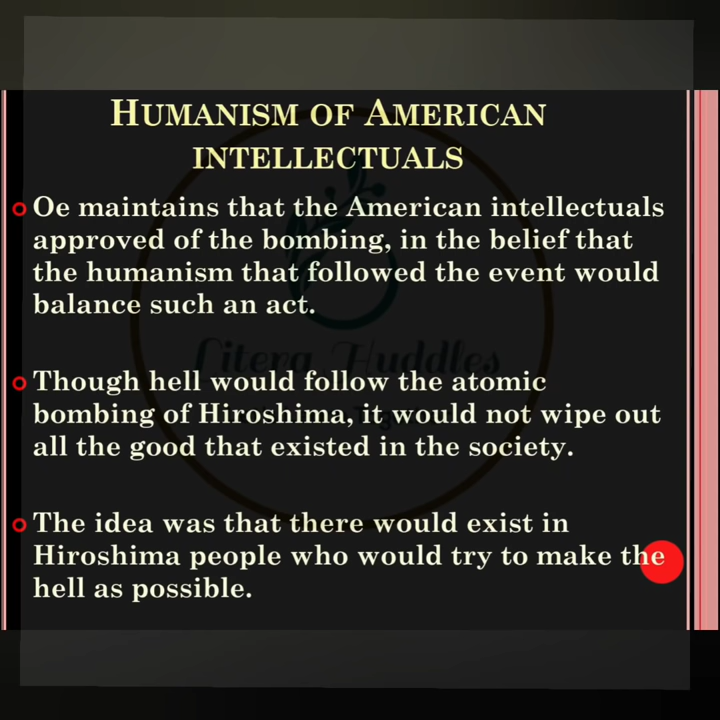 HUMANISM OF AMERICAN
INTELLECTUALS
Oe maintains that the American intellectuals
approved of the bombing, in the belief that
the humanism that followed the event would
balance such an act.
Though hell would follow the atomic
bombing of Hiroshima, it would not wipe out
all the good that existed in the society.
The idea was that there would exist in
Hiroshima people who would try to make the
hell as possible.
Litera Huddles